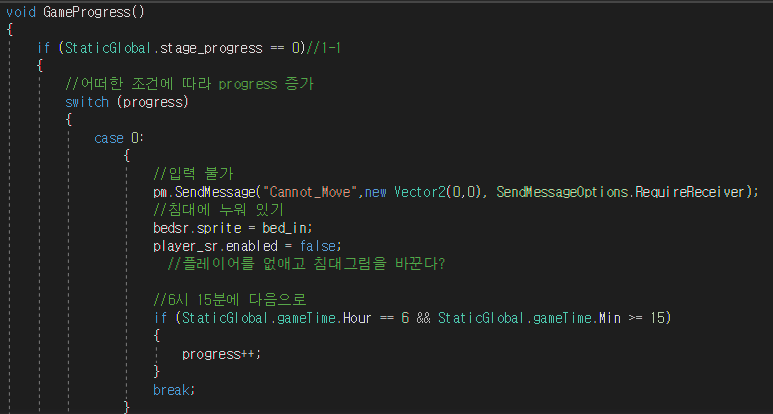 void GameProgress()
{
if (StaticGlobal.stage_progress == 0)//1-1
{
//어떠한 조건에 따라 progress 증가
switch (progress)
{
case 0:
{
//입력 불가
pm.SendMessage("Cannot_Move",new Vector2(0,0), SendMessageOptions.RequireReceiver);
//침대에 누워 있기
bedsr.sprite = bed_in;
player_sr.enabled = false;
//플레이어를 없애고 침대그림을 바꾼다?
//6시 15분에 다음으로
if (StaticGlobal.gameTime.Hour == 6 && StaticGlobal.gameTime.Min >= 15)
{
progress++;
}
break;
}